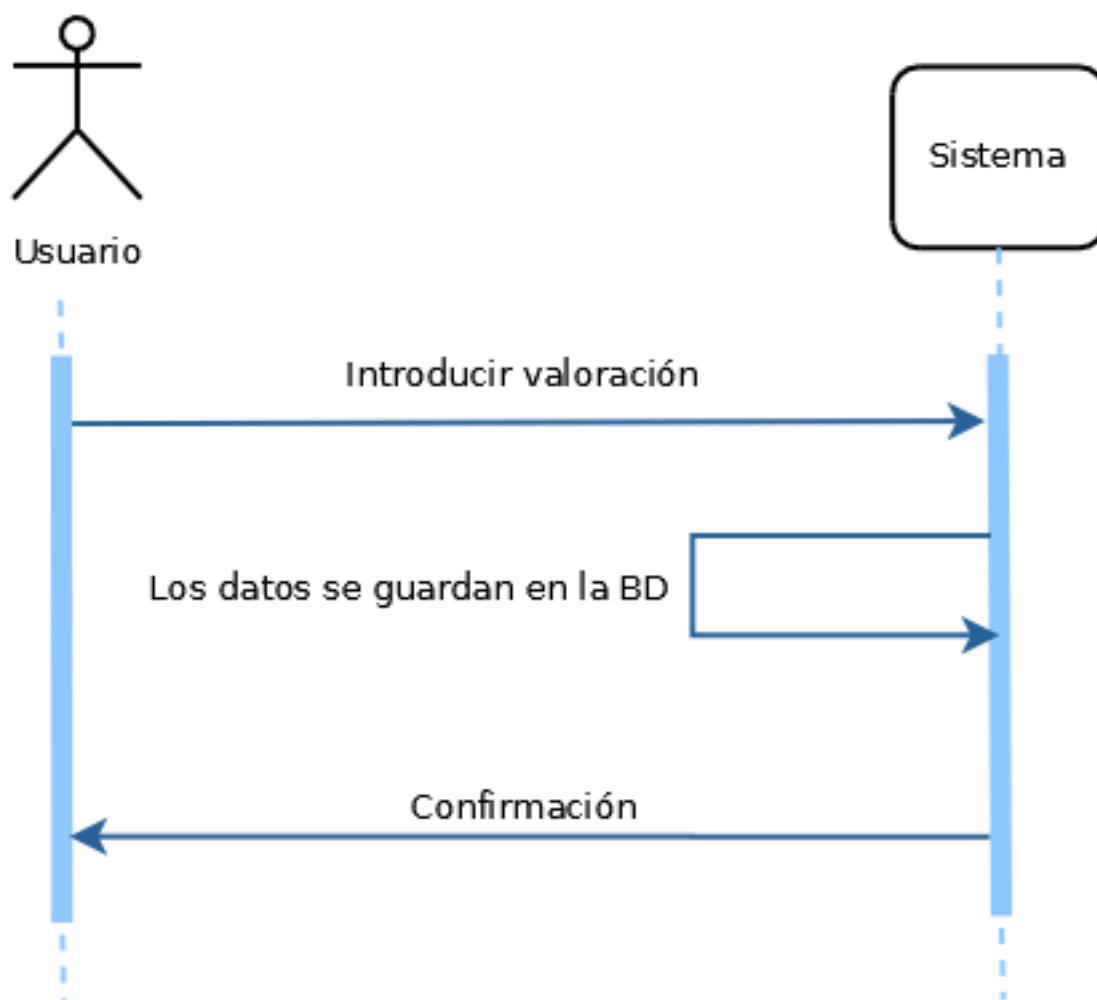 Usuario
Sistema
Introducir valoración
Los datos se guardan en la BD
Confirmación